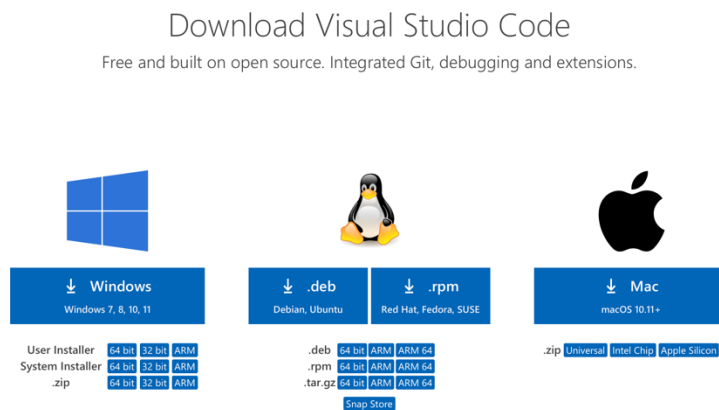 Download Visual Studio Code
Free and built on open source. Integrated Git, debugging and extensions.
Windows
Windows 7, 8, 10, 11
User Installer 64 bit 32 bit ARM
System Installer 64 bit 32 bit ARM
.zip 64 bit 32 bit ARM
.deb
Debian, Ubuntu
.rpm
Red Hat, Fedora, SUSE
.deb 64 bit ARM ARM 64
.rpm 64 bit ARM ARM 64
.tar.gz 64 bit ARM ARM 64
Snap Store
Mac
macOS 10.11+
.zip Universal Intel Chip Apple Silicon